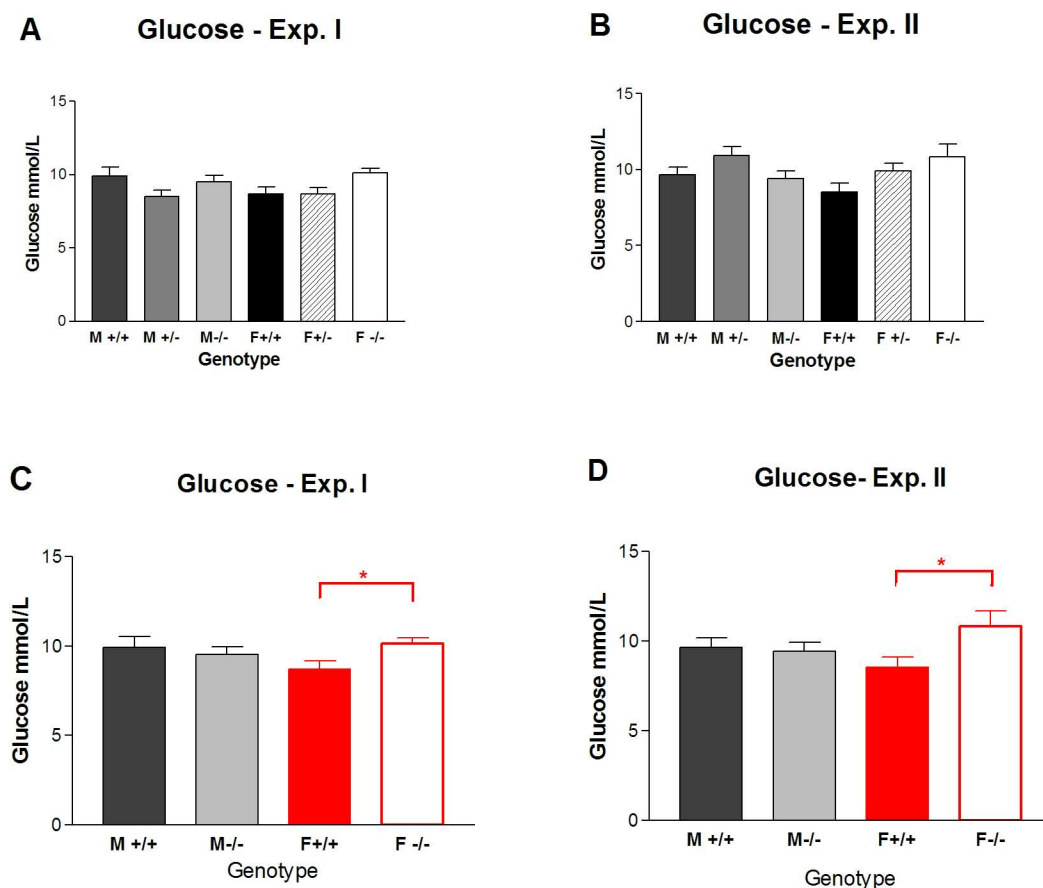 A
Glucose - Exp. I
Glucose mmol/L
15
10
5
0
M +/+ M +/- M-/- F+/+ F+/- F -/-
Genotype
B
Glucose - Exp. II
Glucose mmol/L
15
10
5
0
M +/+ M +/- M-/- F+/+ F +/- F-/-
Genotype
C
Glucose - Exp. I
Glucose mmol/L
15
10
5
0
*
M +/+ M-/- F+/+ F -/-
Genotype
D
Glucose- Exp. II
Glucose mmol/L
15
10
5
0
*
M +/+ M-/- F+/+ F-/-
Genotype